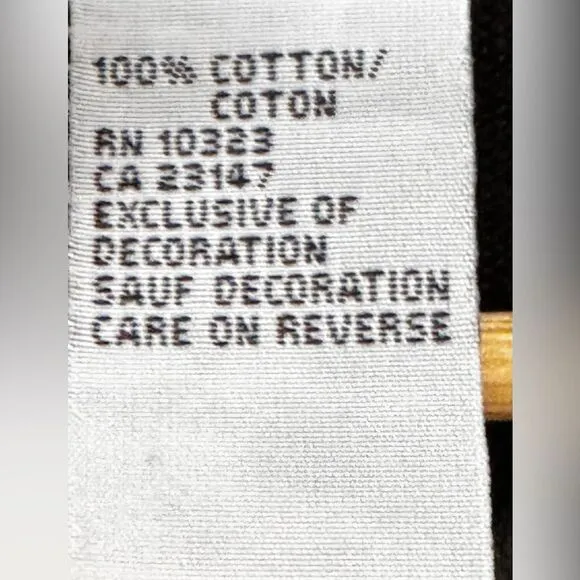 100% COTTON/
COTON
RN 10323
CA 23147
EXCLUSIVE OF
DECORATION
SAUF DECORATION
CARE ON REVERSE